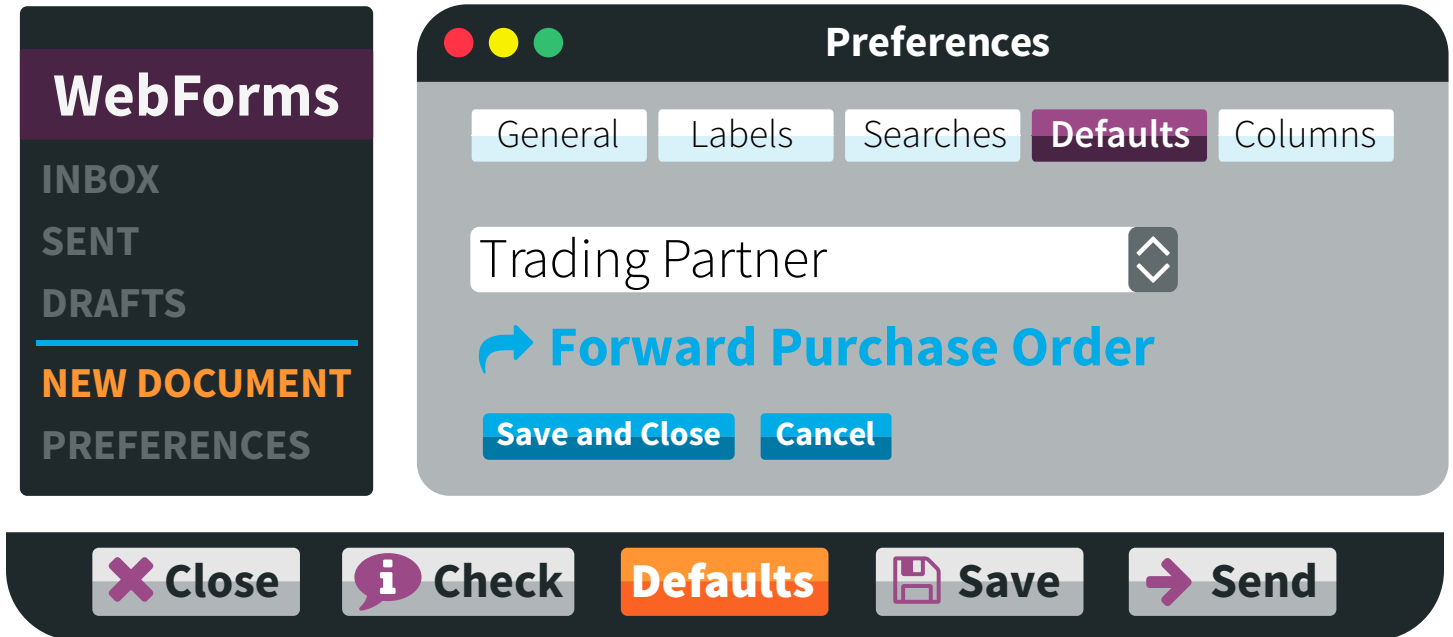 WebForms
INBOX
SENT
DRAFTS
NEW DOCUMENT
PREFERENCES
Preferences
General Labels Searches Defaults Columns
Trading Partner
Forward Purchase Order
Save and Close Cancel
Close Check Defaults Save Send